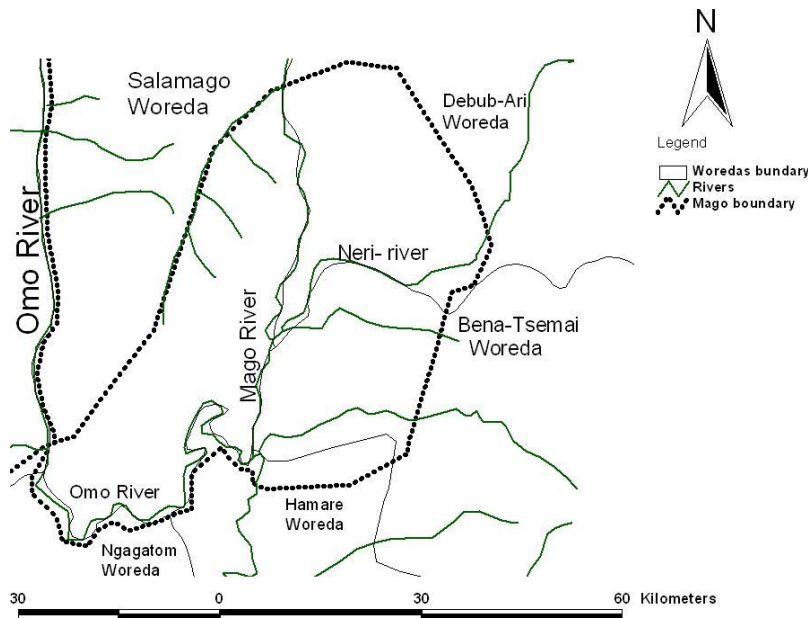 N
Salamago
Woreda
Debub-Ari
Woreda
Legend
Woredas bundary
Rivers
Mago boundary
Omo River
Neri- river
Mago River
Bena-Tsemai
Woreda
Omo River
Hamare
Woreda
Ngagatom
Woreda
30 0 30 60 Kilometers